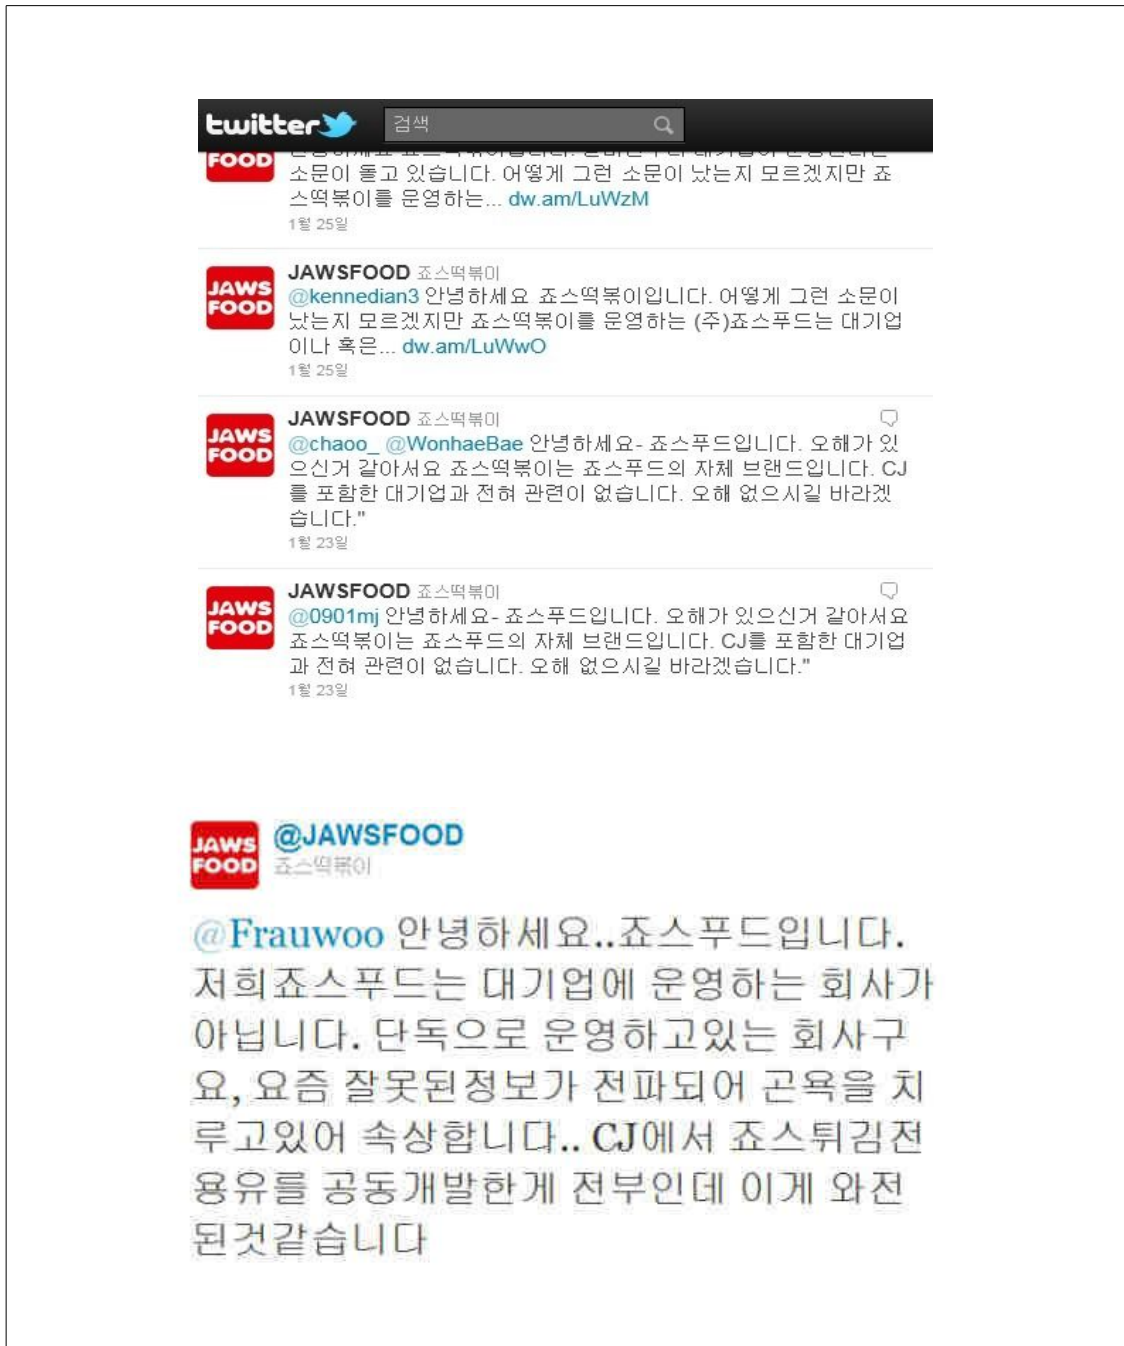 twitter 검색
FOOD
소문이 돌고 있습니다. 어떻게 그런 소문이 났는지 모르겠지만 죠
스떡볶이를 운영하는... dw.am/LuWzM
1월 25일
JAWSFOOD 죠스떡볶이
JAWS
FOOD
@kennedian3 안녕하세요 죠스떡볶이입니다. 어떻게 그런 소문이
났는지 모르겠지만 죠스떡볶이를 운영하는 (주)죠스푸드는 대기업
이나 혹은... dw.am/LuWwO
1월 25일
JAWSFOOD 죠스떡볶이
JAWS
FOOD
@chaoo_ @WonhaeBae 안녕하세요- 죠스푸드입니다. 오해가 있
으신거 같아서요 죠스떡볶이는 죠스푸드의 자체 브랜드입니다. CJ
를 포함한 대기업과 전혀 관련이 없습니다. 오해 없으시길 바라겠
습니다."
1월 23일
JAWSFOOD 죠스떡볶이
JAWS
FOOD
@0901mj 안녕하세요- 죠스푸드입니다. 오해가 있으신거 같아서요
죠스떡볶이는 죠스푸드의 자체 브랜드입니다. CJ를 포함한 대기업
과 전혀 관련이 없습니다. 오해 없으시길 바라겠습니다."
1월 23일
JAWS
FOOD
@JAWSFOOD
죠스떡볶이
@Frauwoo 안녕하세요..죠스푸드입니다.
저희죠스푸드는 대기업에 운영하는 회사가
아닙니다. 단독으로 운영하고있는 회사구
요, 요즘 잘못된정보가 전파되어 곤욕을 치
루고있어 속상합니다.. CJ에서 죠스튀김전
용유를 공동개발한게 전부인데 이게 와전
된것같습니다